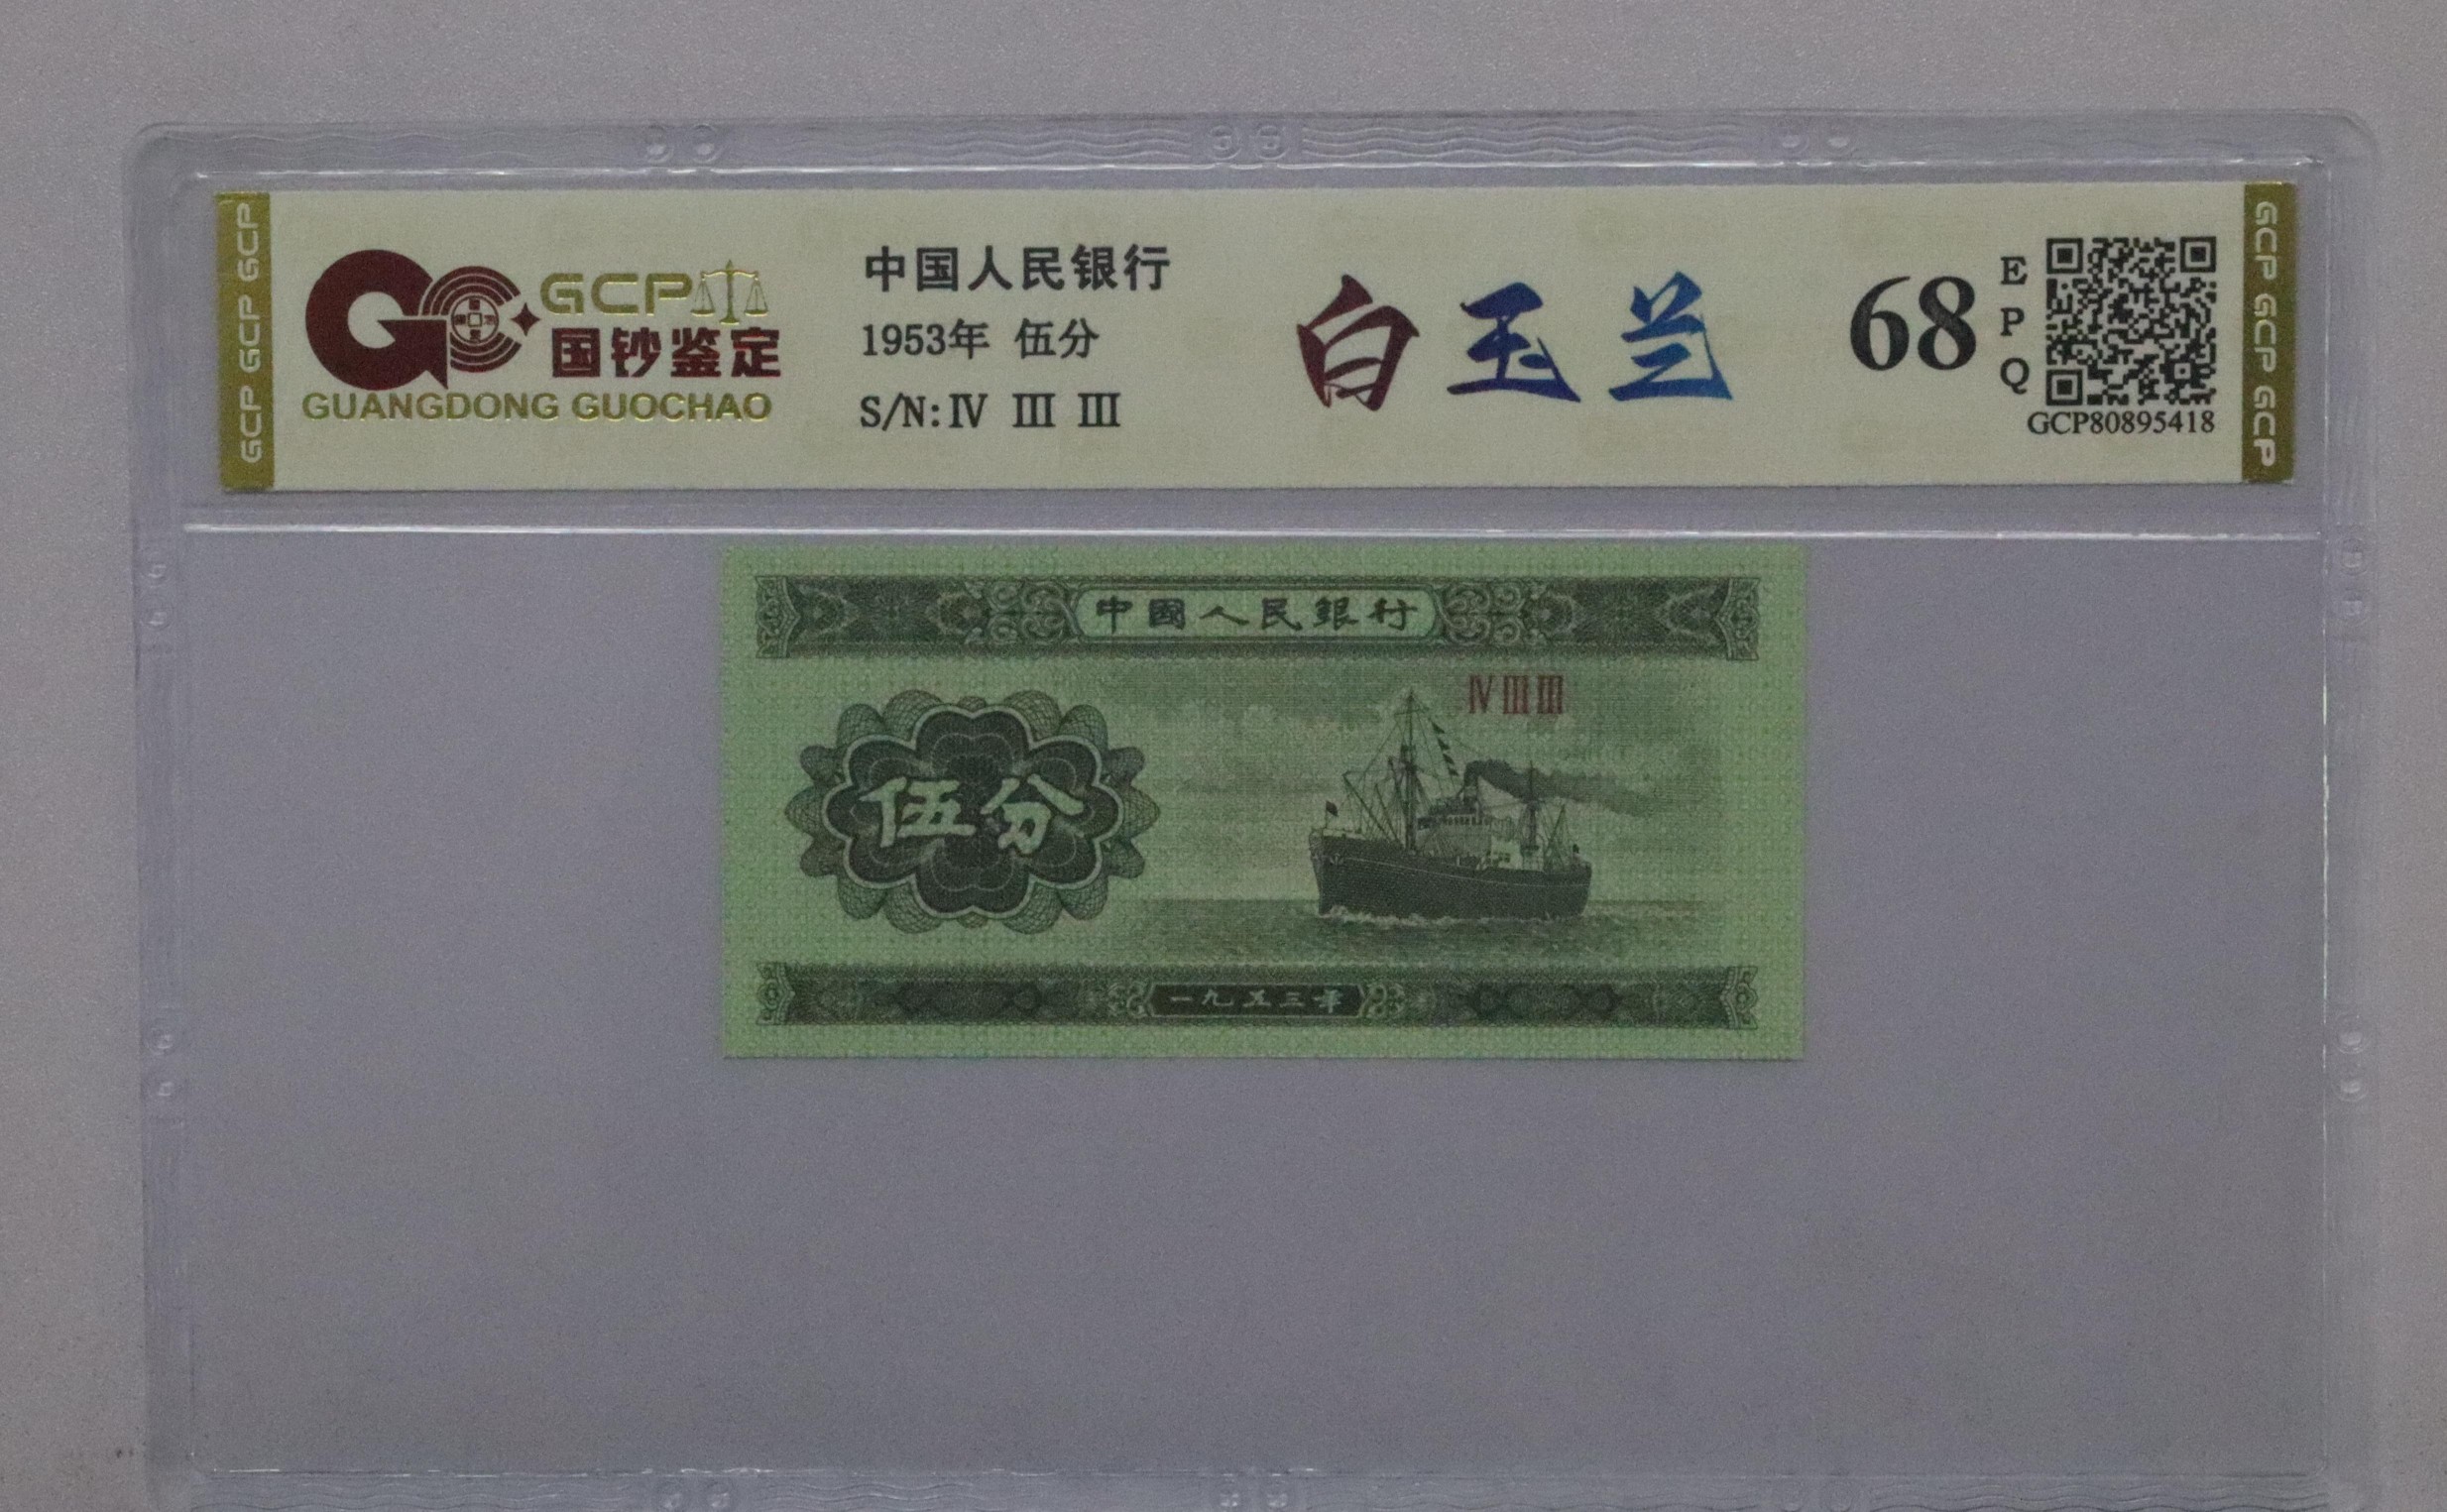 GCP GCP GCP
GCP
国钞鉴定
GUANGDONG GUOCHAO
中国人民银行
1953年 伍分
S/N: IV III III
白玉兰
68
EPQ
GCP80895418
GCP GCP GCP
中國人民銀行
IV III III
伍分
一九五三年